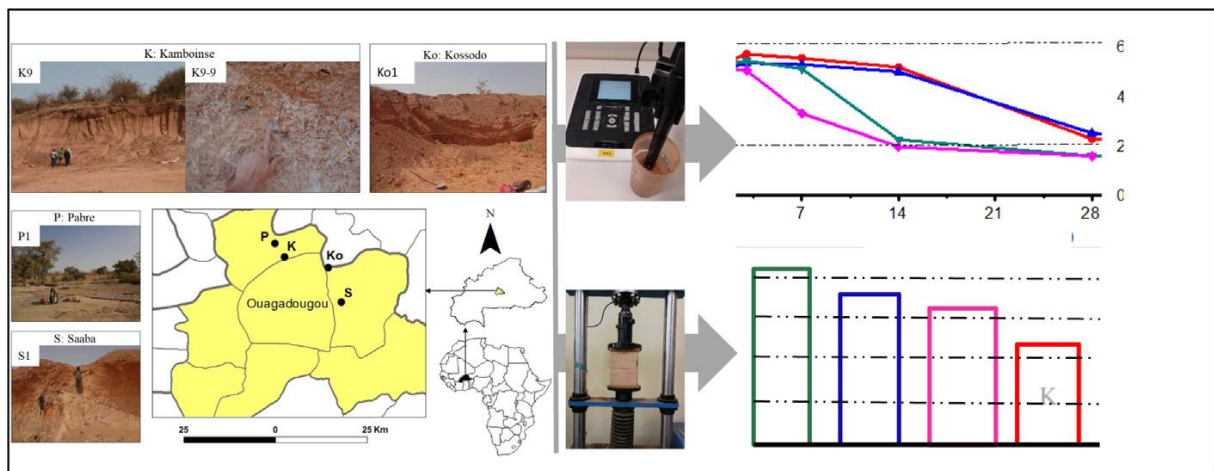 K: Kamboinse
K9
K9-9
Ko: Kossodo
Ko1
P: Pabre
P1
S: Saaba
S1
P
K
Ko
S
Ouagadougou
25
0
25 Km
N
6
4
2
0
7
14
21
28
K